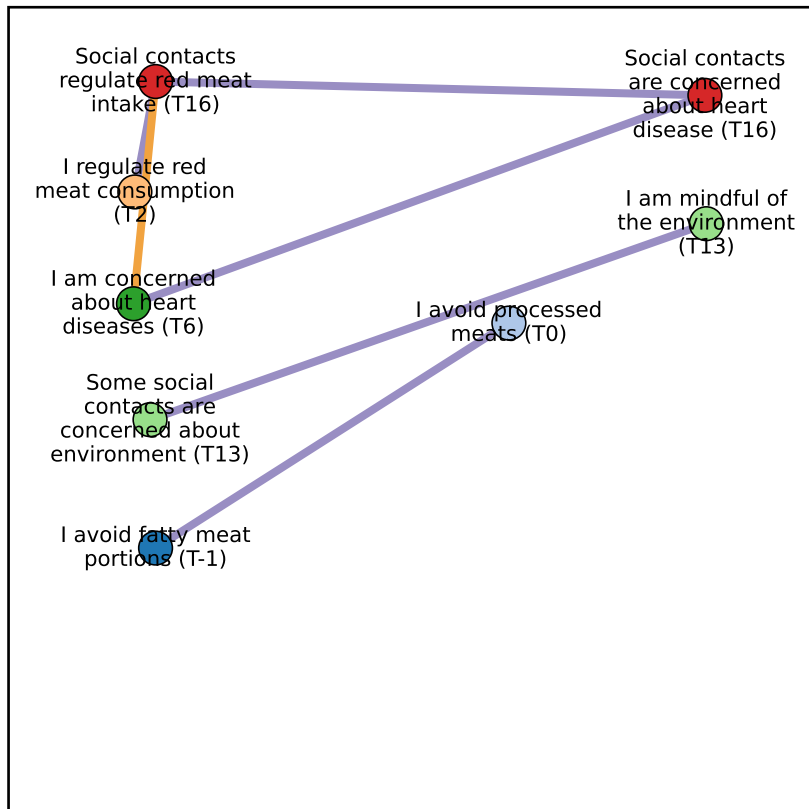 Social contacts
regulate red meat
intake (T16)
Social contacts
are concerned
about heart
disease (T16)
I regulate red
meat consumption
(T2)
I am mindful of
the environment
(T13)
I am concerned
about heart
diseases (T6)
I avoid processed
meats (T0)
Some social
contacts are
concerned about
environment (T13)
I avoid fatty meat
portions (T-1)